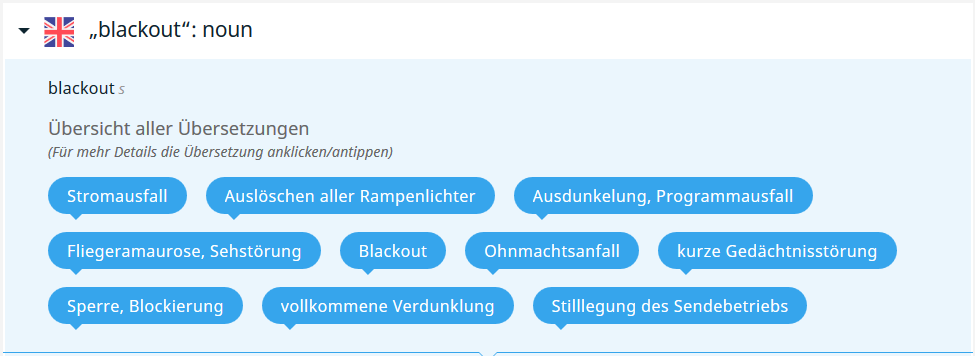 „blackout“: noun
blackout s
Übersicht aller Übersetzungen
(Für mehr Details die Übersetzung anklicken/antippen)
Stromausfall Auslöschen aller Rampenlichter Ausdunkelung, Programmausfall
Fliegeramaurose, Sehstörung Blackout Ohnmachtsanfall kurze Gedächtnisstörung
Sperre, Blockierung vollkommene Verdunklung Stilllegung des Sendebetriebs